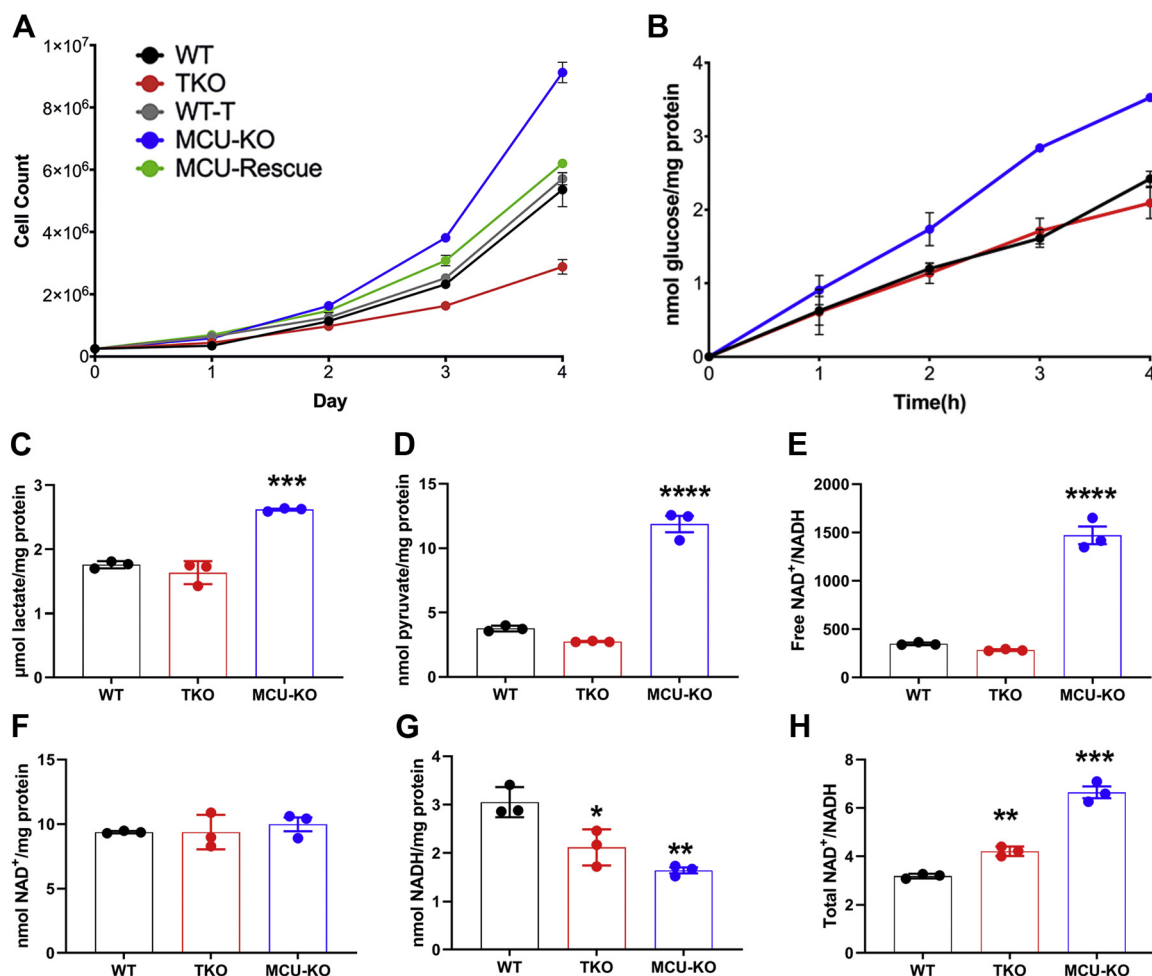 A
Cell Count
1×10⁷
8×10⁶
6×10⁶
4×10⁶
2×10⁶
0
WT
TKO
WT-T
MCU-KO
MCU-Rescue
0 1 2 3 4
Day
B
nmol glucose/mg protein
4
3
2
1
0
0 1 2 3 4
Time(h)
C
µmol lactate/mg protein
3
2
1
0
***
WT TKO MCU-KO
D
nmol pyruvate/mg protein
15
10
5
0
****
WT TKO MCU-KO
E
Free NAD⁺/NADH
2000
1500
1000
500
0
****
WT TKO MCU-KO
F
nmol NAD⁺/mg protein
15
10
5
0
WT TKO MCU-KO
G
nmol NADH/mg protein
4
3
2
1
0
*
**
WT TKO MCU-KO
H
Total NAD⁺/NADH
8
6
4
2
0
**
***
WT TKO MCU-KO